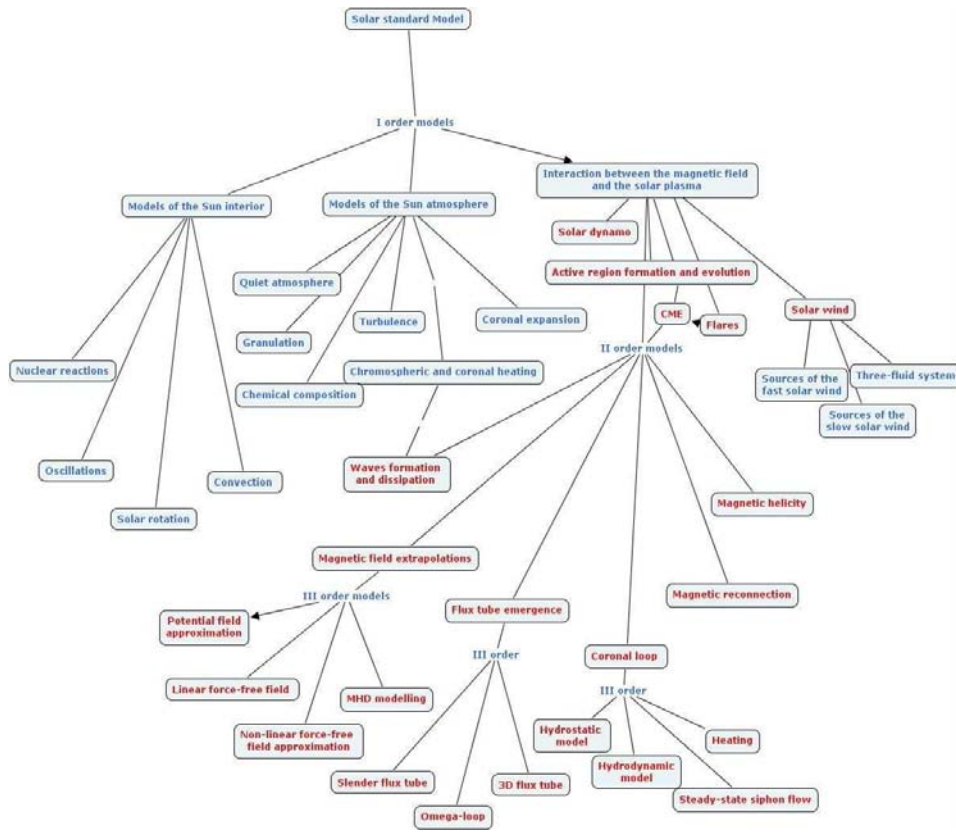 Solar standard Model
I order models
Interaction between the magnetic field
and the solar plasma
Models of the Sun interior
Models of the Sun atmosphere
Solar dynamo
Quiet atmosphere
Active region formation and evolution
Turbulence
Coronal expansion
CME
Flares
Solar wind
Granulation
II order models
Nuclear reactions
Chemical composition
Chromospheric and coronal heating
Sources of the
fast solar wind
Three-fluid system
Sources of the
slow solar wind
Oscillations
Convection
Waves formation
and dissipation
Solar rotation
Magnetic helicity
Magnetic field extrapolations
III order models
Magnetic reconnection
Potential field
approximation
Flux tube emergence
III order
Coronal loop
Linear force-free field
MHD modelling
III order
Non-linear force-free
field approximation
Hydrostatic
model
Heating
Slender flux tube
3D flux tube
Hydrodynamic
model
Steady-state siphon flow
Omega-loop